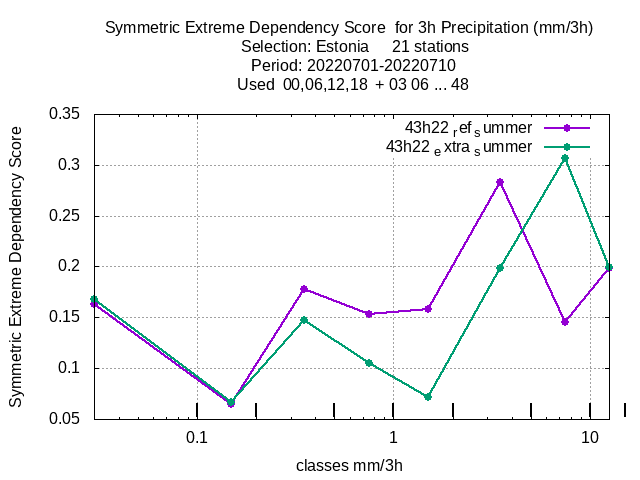 Symmetric Extreme Dependency Score for 3h Precipitation (mm/3h)
Selection: Estonia 21 stations
Period: 20220701-20220710
Used 00,06,12,18 + 03 06 ... 48
43h22 ref summer
43h22 extra summer
Symmetric Extreme Dependency Score
0.35
0.3
0.25
0.2
0.15
0.1
0.05
0.1 1 10
classes mm/3h